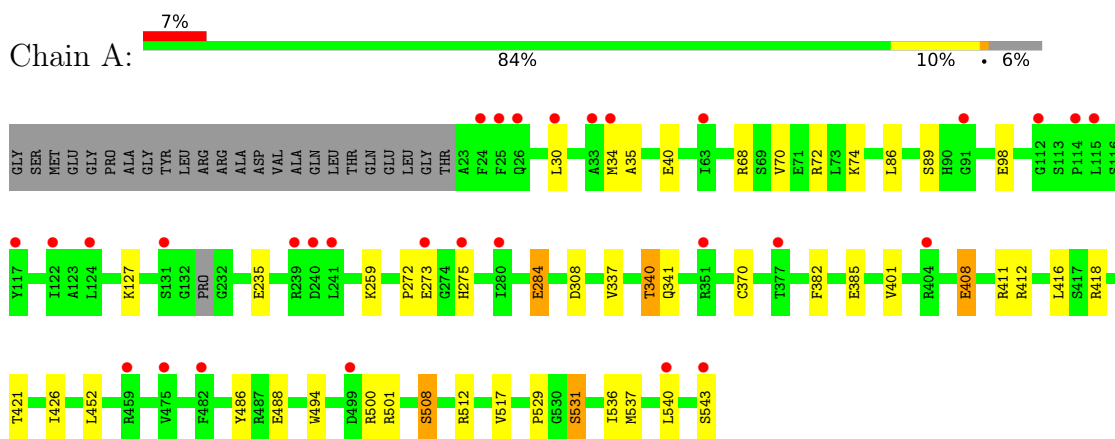 7%
Chain A:
84% 10% • 6%
GLY SER MET GLU GLY PRO ALA GLY TYR LEU ARG ARG ALA ASP VAL ALA GLN LEU THR GLN GLU LEU GLY THR A23 F24 F25 Q26 L30 A33 M34 A35 E40 I63 R68 S69 V70 E71 R72 L73 K74 L86 S89 H90 G91 E98 G112 S113 P114 L115 S116
Y117 I122 A123 L124 K127 S131 G132 PRO G232 E235 R239 D240 L241 K259 P272 E273 G274 H275 I280 E284 D308 V337 T340 Q341 R351 C370 T377 F382 E385 V401 R404 E408 R411 R412 L416 S417 R418
T421 I426 L452 R459 V475 F482 Y486 R487 E488 W494 D499 R500 R501 S508 R512 V517 P529 G530 S531 I536 M537 L540 S543